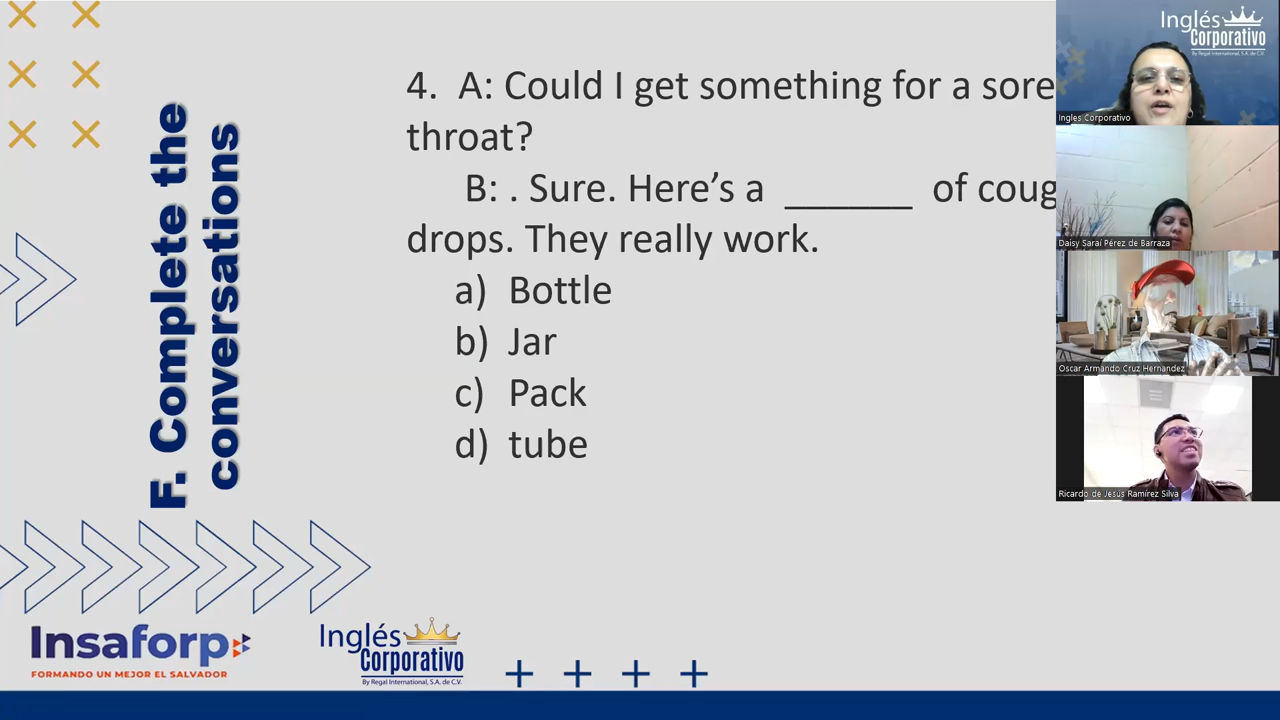 F. Complete the
conversations
4. A: Could I get something for a sore
throat?
B: . Sure. Here’s a ______ of coug
drops. They really work.
a) Bottle
b) Jar
c) Pack
d) tube
Insaforp
FORMANDO UN MEJOR EL SALVADOR
Inglés
Corporativo
By Regal International, S.A. de C.V.
Inglés
Corporativo
By Regal International, S.A. de C.V.
Ingles Corporativo
Daisy Saraí Pérez de Barraza
Oscar Armando Cruz Hernandez
Ricardo de Jesús Ramírez Silva